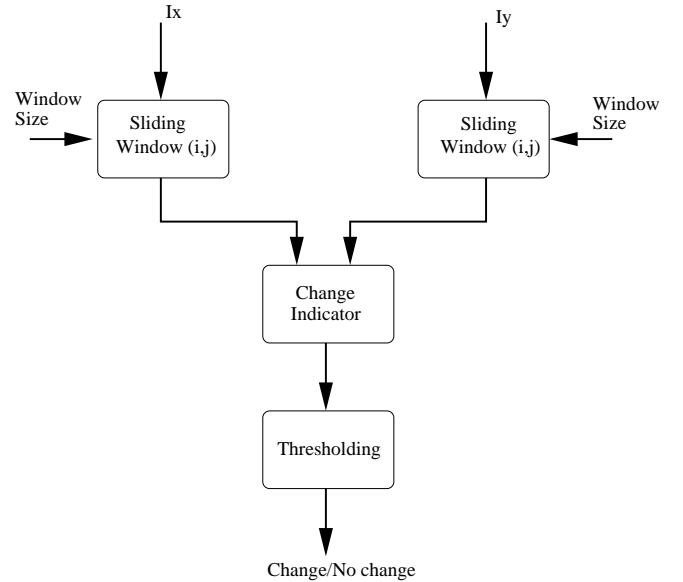 Ix
Iy
Window
Size
Sliding
Window (i,j)
Sliding
Window (i,j)
Window
Size
Change
Indicator
Thresholding
Change/No change